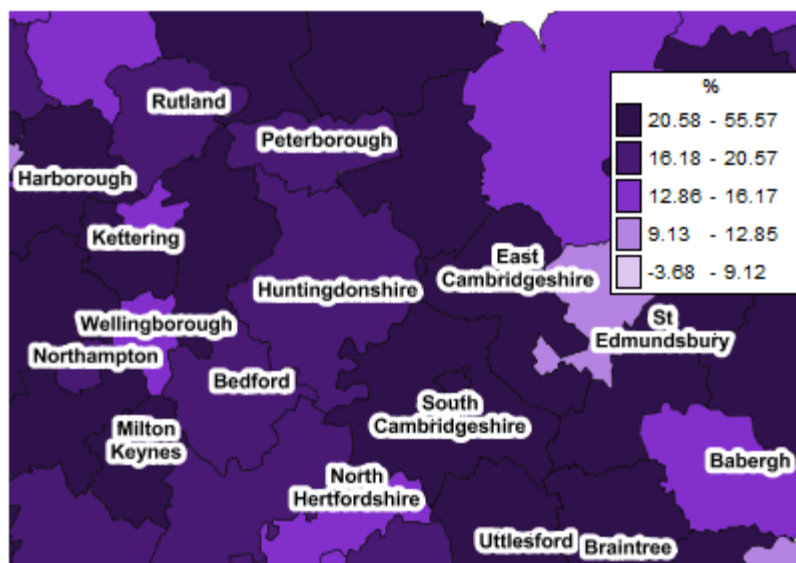 %
20.58 - 55.57
16.18 - 20.57
12.86 - 16.17
9.13 - 12.85
-3.68 - 9.12
Rutland
Peterborough
Harborough
Kettering
East
Cambridgeshire
Huntingdonshire
Wellingborough
St
Edmundsbury
Northampton
Bedford
South
Cambridgeshire
Milton
Keynes
Babergh
North
Hertfordshire
Uttlesford
Braintree